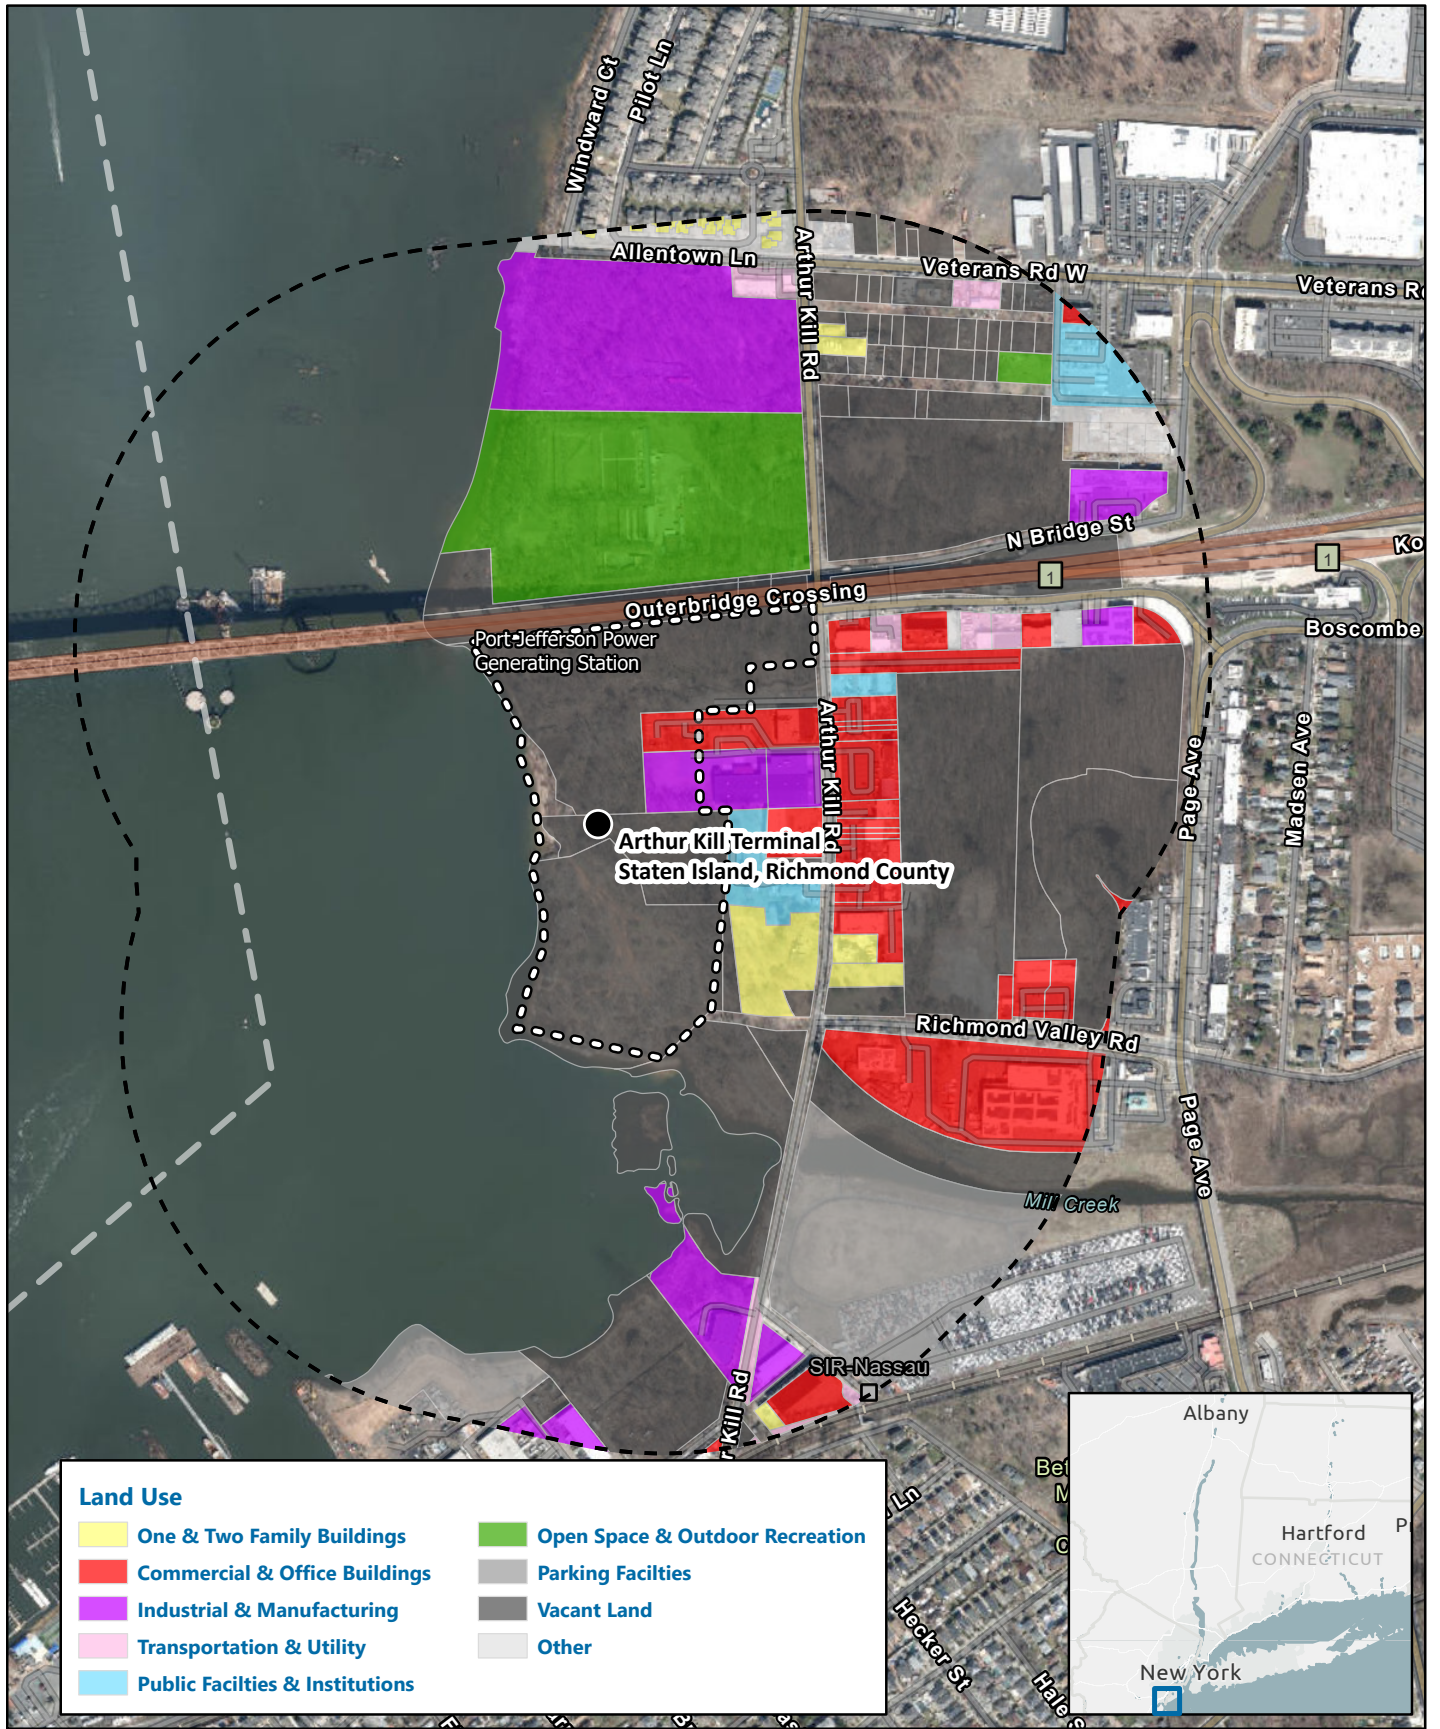 Windward Ct
Pilot Ln
Allentown Ln
Arthur Kill Rd
Veterans Rd W
Veterans R
N Bridge St
1
1
Ko
Outerbridge Crossing
Port Jefferson Power
Generating Station
Boscombe
Arthur Kill Rd
Page Ave
Madsen Ave
Arthur Kill Terminal
Staten Island, Richmond County
Richmond Valley Rd
Page Ave
Mill Creek
SIR-Nassau
r Kill Rd
Ln
Bet
M
C
Hecker St
Hale S
Land Use
One & Two Family Buildings
Commercial & Office Buildings
Industrial & Manufacturing
Transportation & Utility
Public Facilties & Institutions
Open Space & Outdoor Recreation
Parking Facilties
Vacant Land
Other
Albany
Hartford
CONNECTICUT
New York